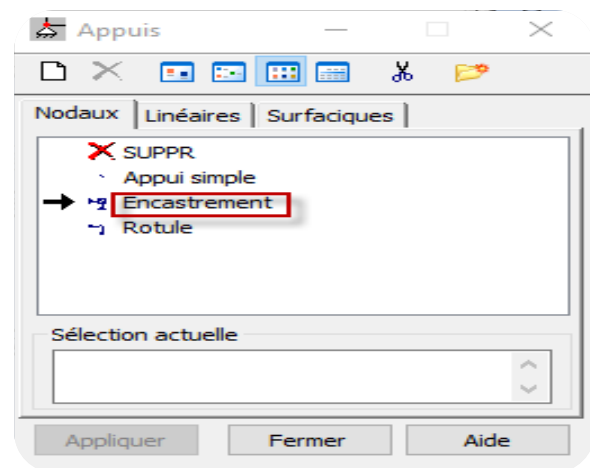 Appuis
Nodaux Linéaires Surfaciques
SUPPR
Appui simple
Encastrement
Rotule
Sélection actuelle
Appliquer Fermer Aide